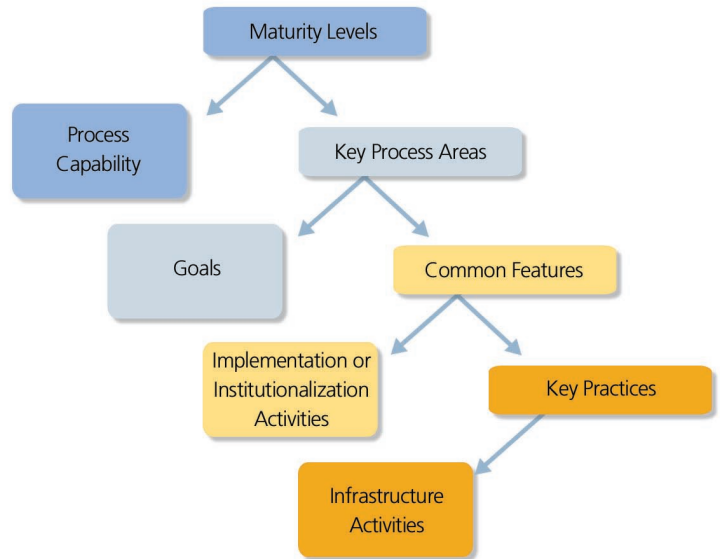 Maturity Levels
Process
Capability
Key Process Areas
Goals
Common Features
Implementation or
Institutionalization
Activities
Key Practices
Infrastructure
Activities